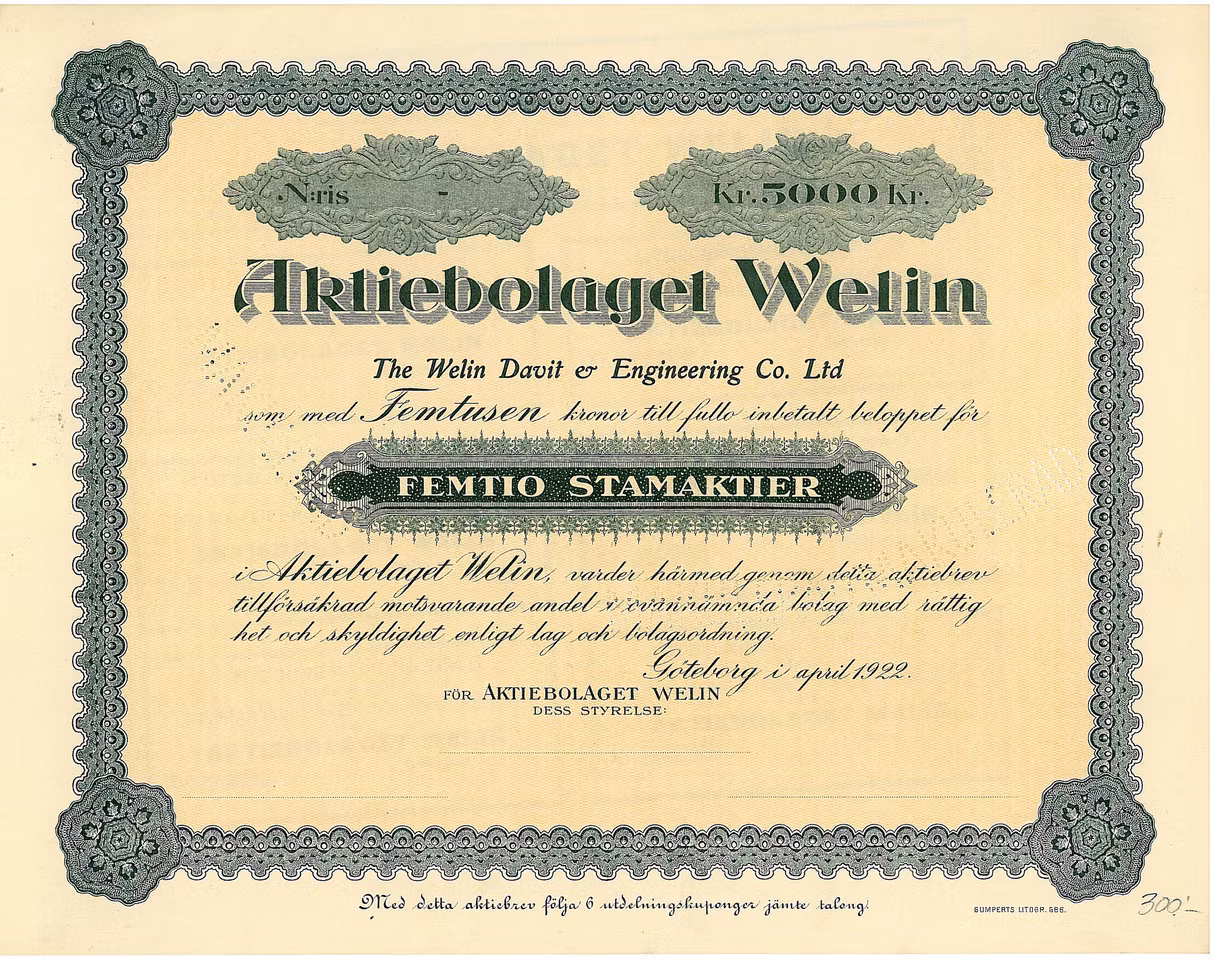 N:ris -
Kr. 5000 Kr.
Aktiebolaget Welin
The Welin Davit & Engineering Co. Ltd
som med Femtusen kronor till fullo inbetalt beloppet för
FEMTIO STAMAKTIER
i Aktiebolaget Welin, varder härmed genom detta aktiebrev
tillförsäkrad motsvarande andel i ovannämnda bolag med rättig
het och skyldighet enligt lag och bolagsordning.
Göteborg i april 1922.
FÖR AKTIEBOLAGET WELIN
DESS STYRELSE:
Med detta aktiebrev följa 6 utdelningskuponger jämte talong.
GUMPERTS LITOGR. GBG.
300:-